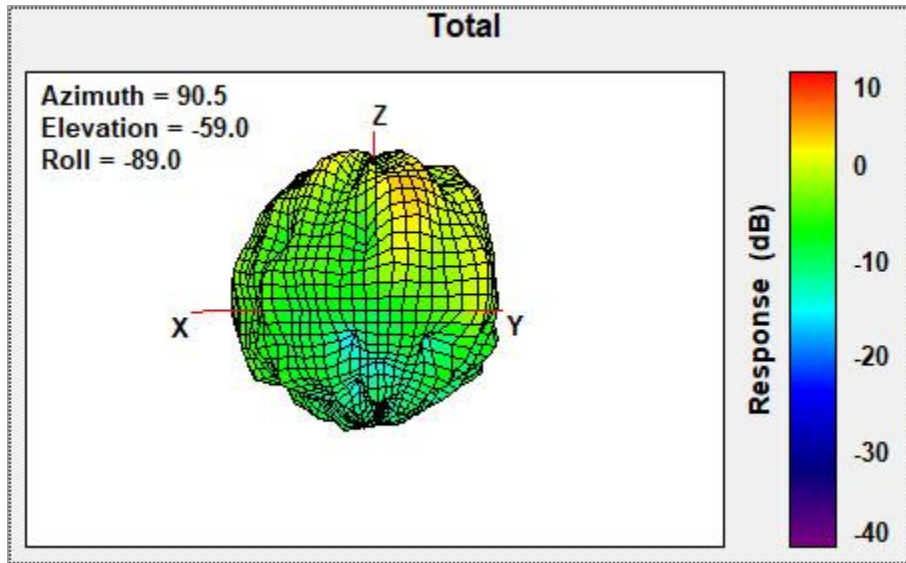 Total
Azimuth = 90.5
Elevation = -59.0
Roll = -89.0
Z
X
Y
Response (dB)
10
0
-10
-20
-30
-40